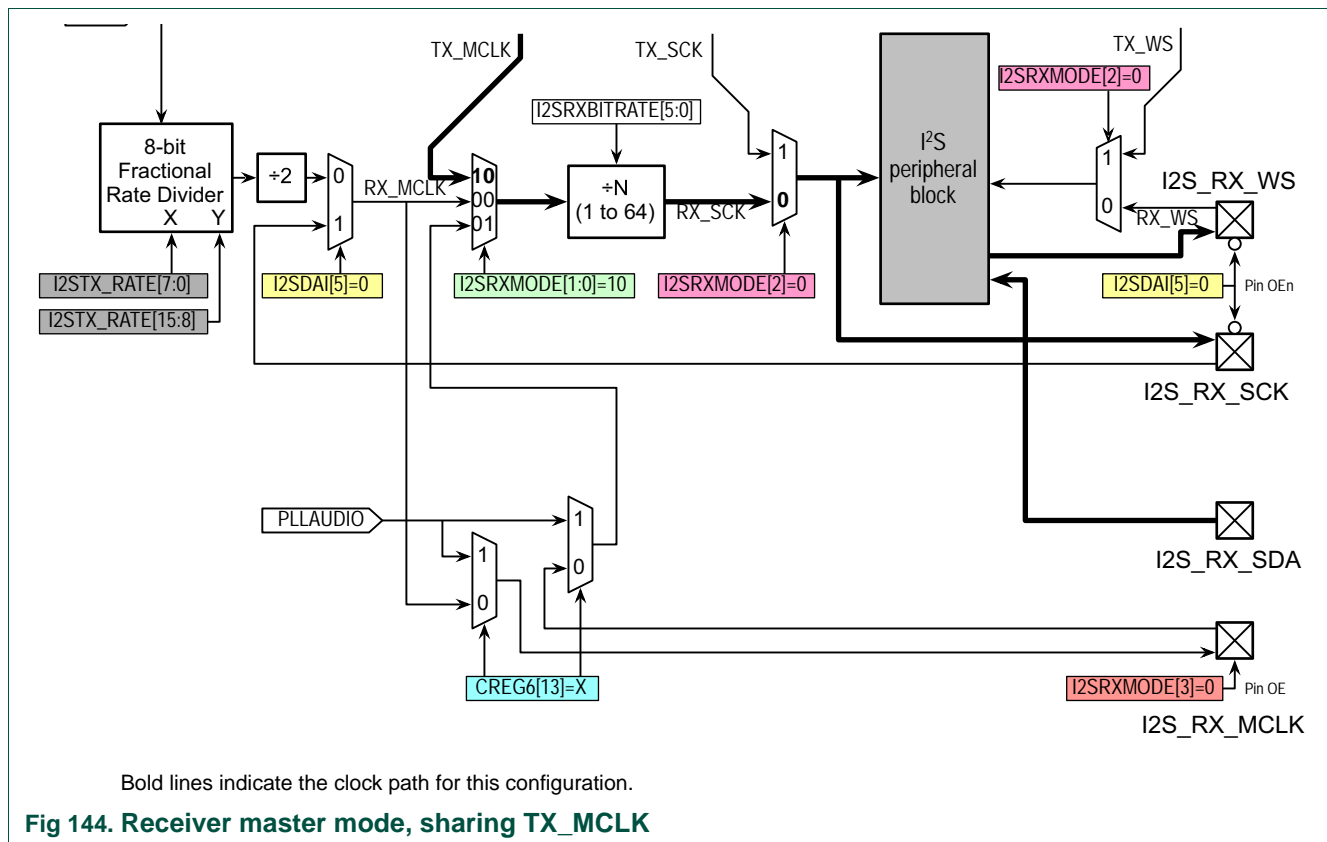 TX_MCLK
TX_SCK
TX_WS
I2SRXMODE[2]=0
I2SRXBITRATE[5:0]
8-bit
Fractional
Rate Divider
X Y
÷2
0
1
RX_MCLK
10
00
01
÷N
(1 to 64)
RX_SCK
1
0
I²S
peripheral
block
1
0
I2S_RX_WS
RX_WS
I2STX_RATE[7:0]
I2SDAI[5]=0
I2SRXMODE[1:0]=10
I2SRXMODE[2]=0
I2SDAI[5]=0
Pin OEn
I2STX_RATE[15:8]
I2S_RX_SCK
PLLAUDIO
1
0
1
0
I2S_RX_SDA
CREG6[13]=X
I2SRXMODE[3]=0
Pin OE
I2S_RX_MCLK
Bold lines indicate the clock path for this configuration.
Fig 144. Receiver master mode, sharing TX_MCLK